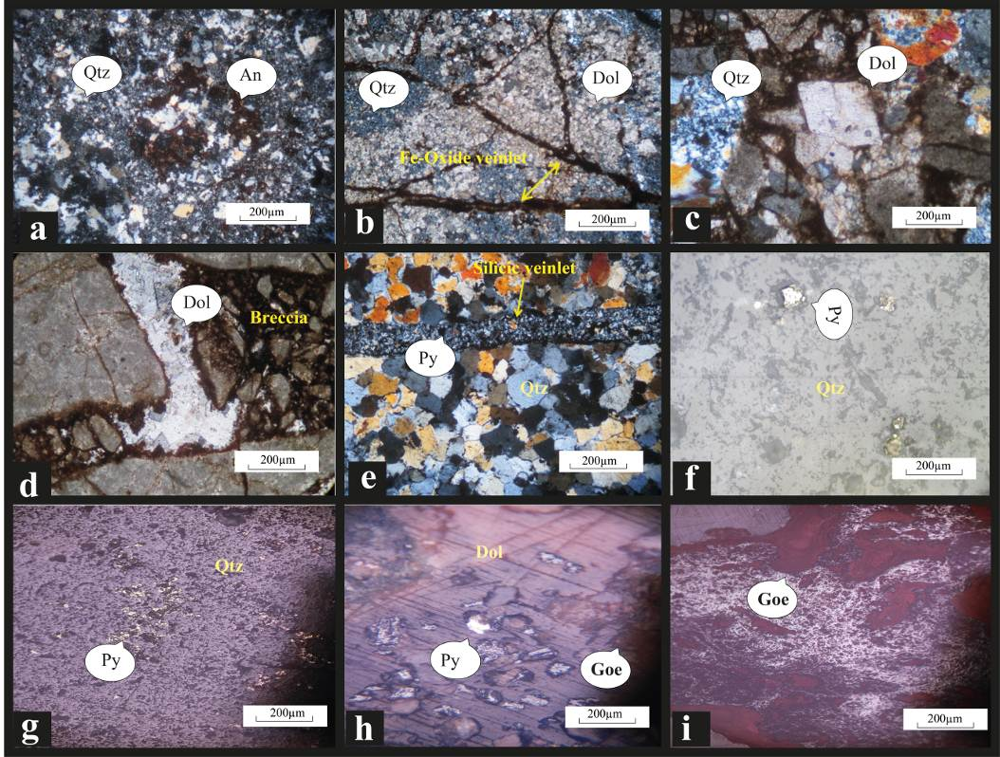 Qtz
An
200μm
a
Qtz
Dol
Fe-Oxide veinlet
200μm
b
Qtz
Dol
200μm
c
Dol
Breccia
200μm
d
Silicic veinlet
Py
Qtz
200μm
e
Py
Qtz
200μm
f
Qtz
Py
200μm
g
Dol
Py
Goe
200μm
h
Goe
200μm
i